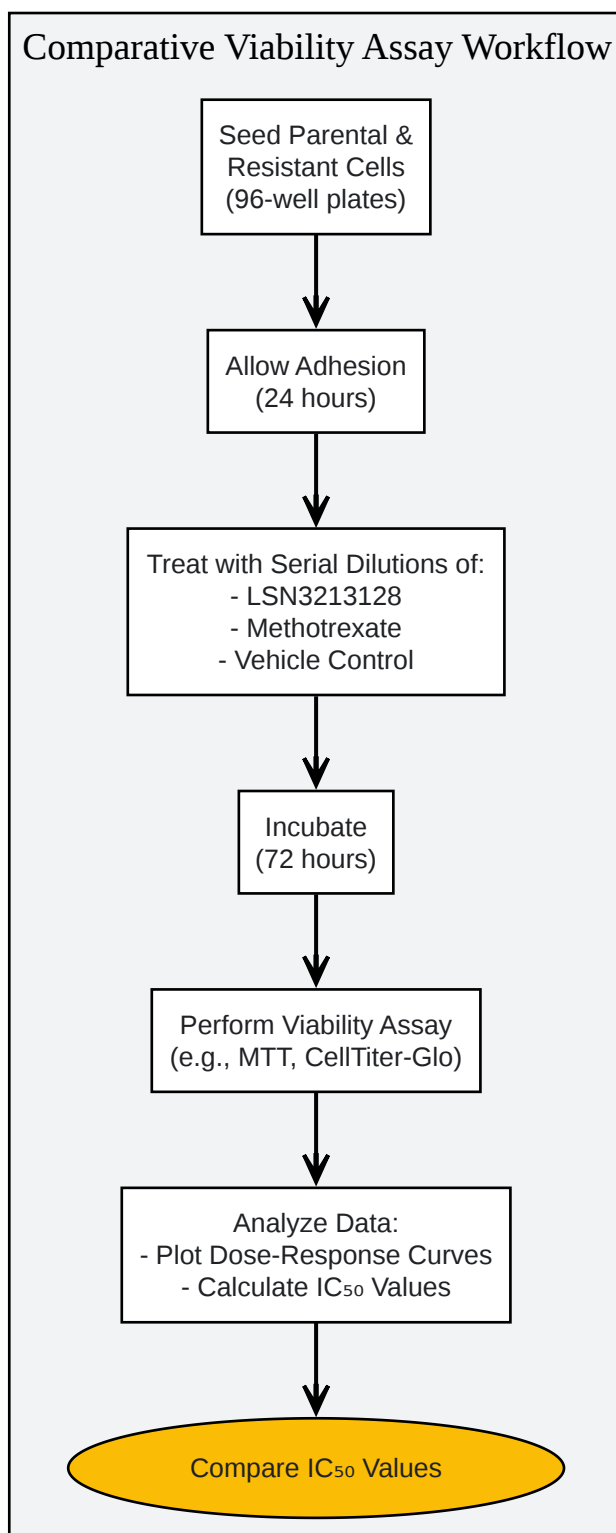 Comparative Viability Assay Workflow
Seed Parental &
Resistant Cells
(96-well plates)
Allow Adhesion
(24 hours)
Treat with Serial Dilutions of:
- LSN3213128
- Methotrexate
- Vehicle Control
Incubate
(72 hours)
Perform Viability Assay
(e.g., MTT, CellTiter-Glo)
Analyze Data:
- Plot Dose-Response Curves
- Calculate IC₅₀ Values
Compare IC₅₀ Values